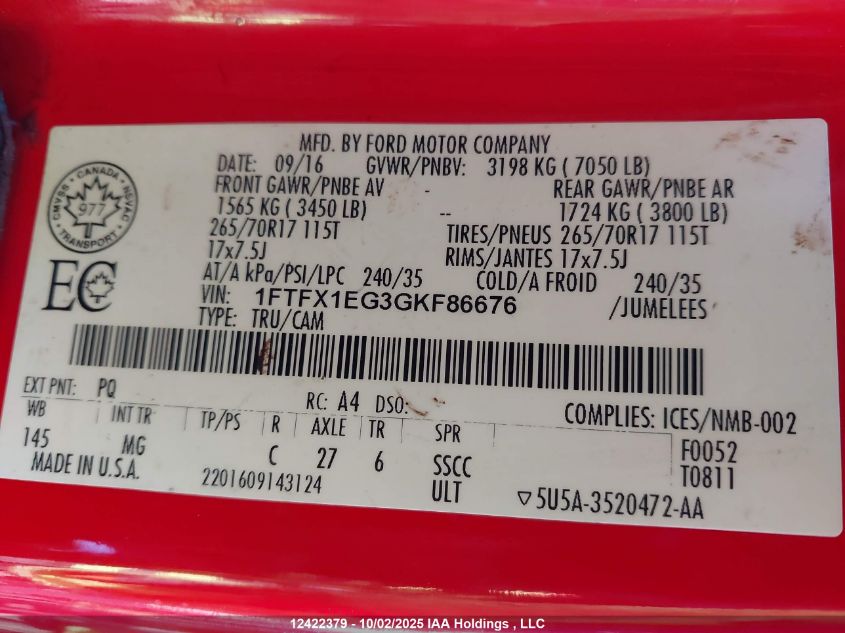 MFD. BY FORD MOTOR COMPANY
DATE: 09/16 GVWR/PNBV: 3198 KG ( 7050 LB)
FRONT GAWR/PNBE AV - REAR GAWR/PNBE AR
1565 KG ( 3450 LB) -- 1724 KG ( 3800 LB)
265/70R17 115T TIRES/PNEUS 265/70R17 115T
17x7.5J RIMS/JANTES 17x7.5J
AT/A kPa/PSI/LPC 240/35 COLD/A FROID 240/35
VIN: 1FTFX1EG3GKF86676 /JUMELEES
TYPE: TRU/CAM
CANADA
CMVSS 977 NSVAC
TRANSPORT
EC
EXT PNT: PQ RC: A4 DSO: COMPLIES: ICES/NMB-002
WB INT TR TP/PS R AXLE TR SPR F0052
145 MG C 27 6 SSCC T0811
MADE IN U.S.A. 2201609143124 ULT ▽5U5A-3520472-AA
12422379 - 10/02/2025 IAA Holdings , LLC